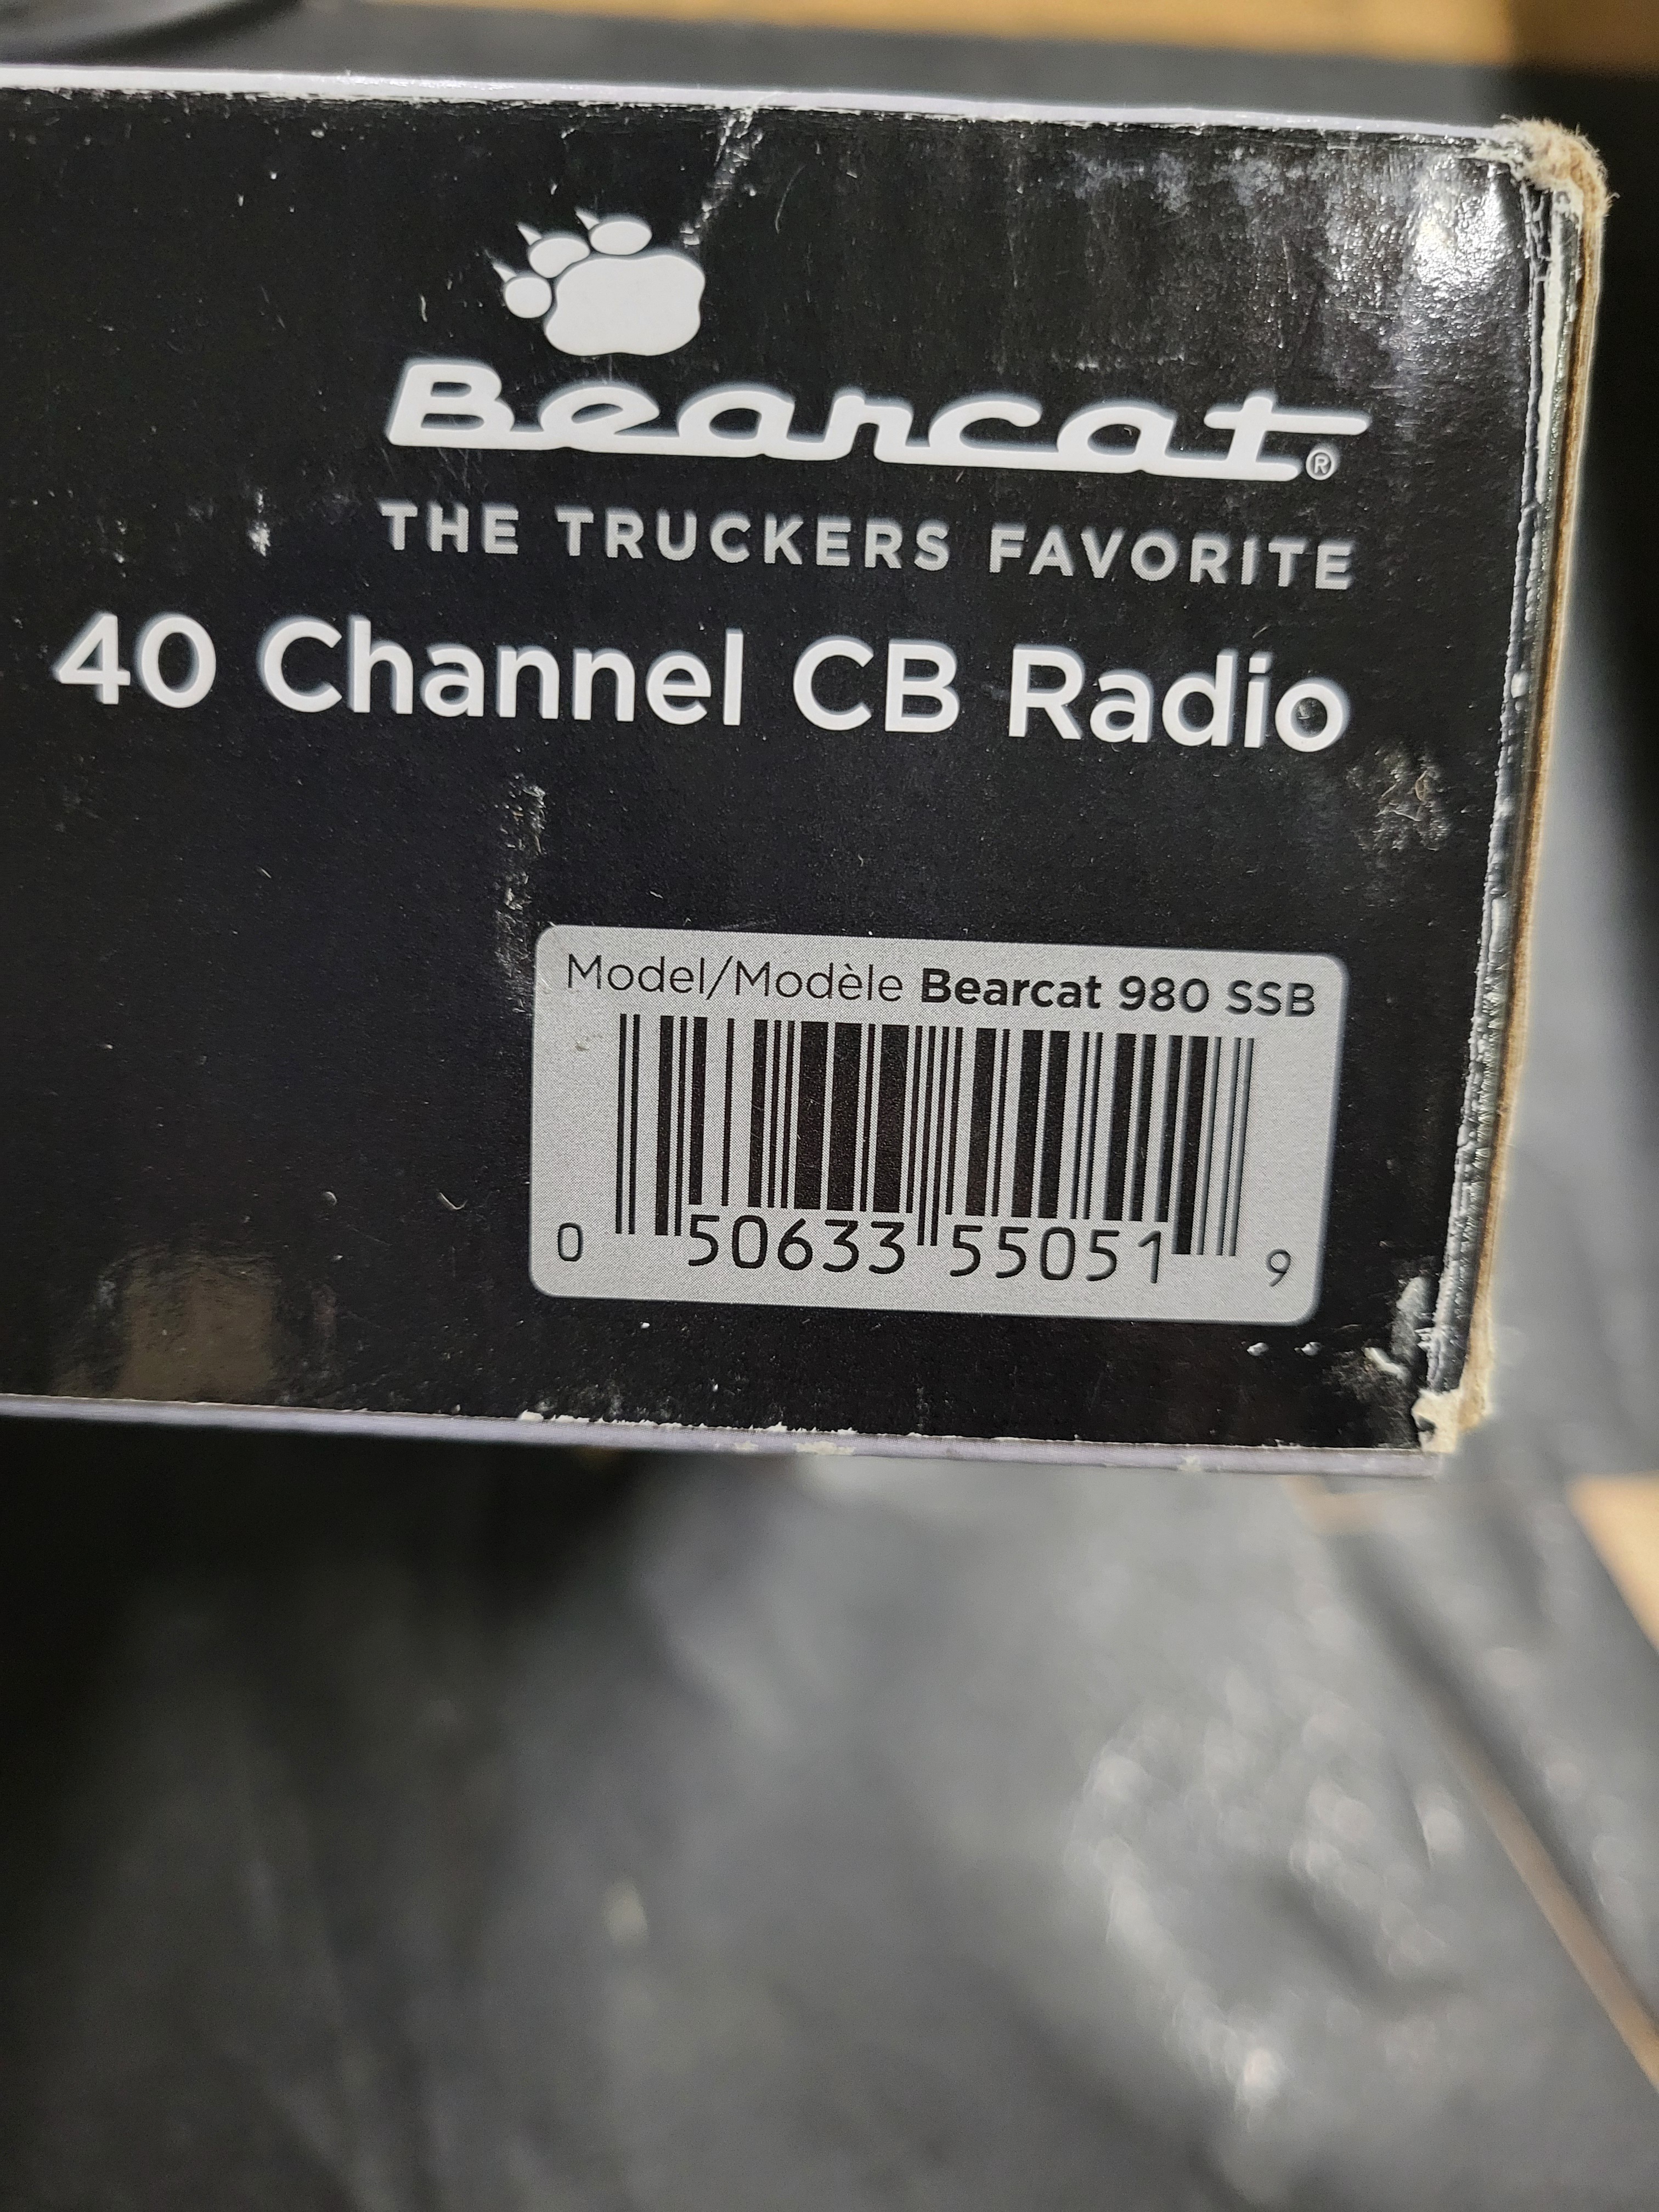 Bearcat®
THE TRUCKERS FAVORITE
40 Channel CB Radio
Model/Modèle Bearcat 980 SSB
0 50633 55051 9